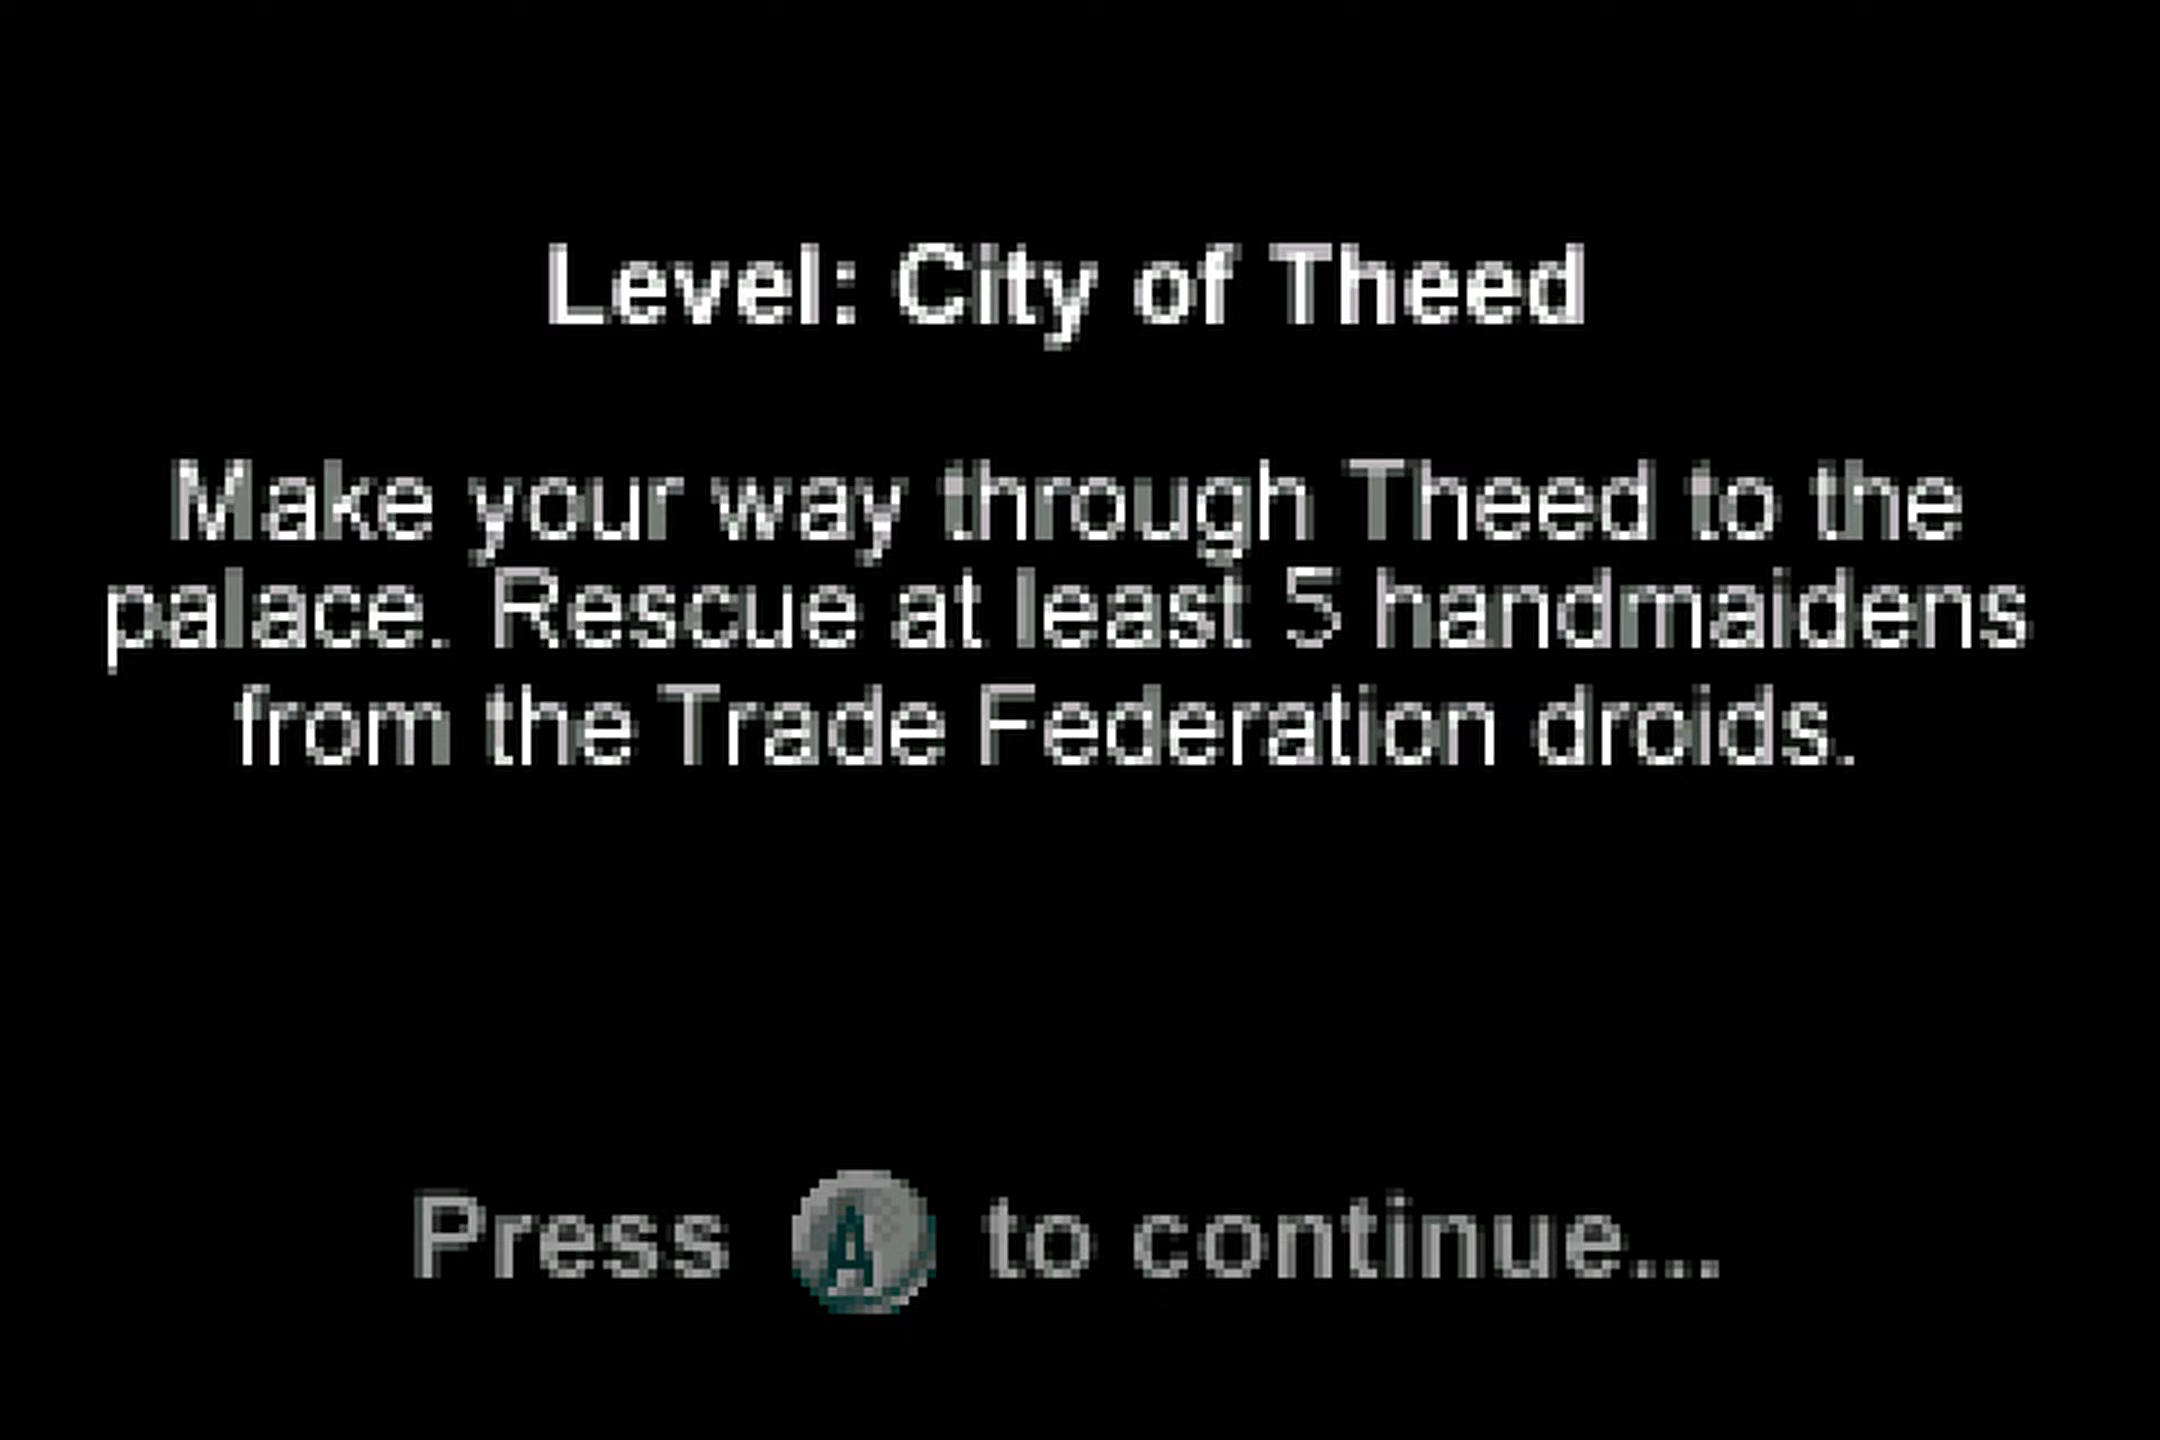 Level: City of Theed
Make your way through Theed to the
palace. Rescue at least 5 handmaidens
from the Trade Federation droids.
Press A to continue...